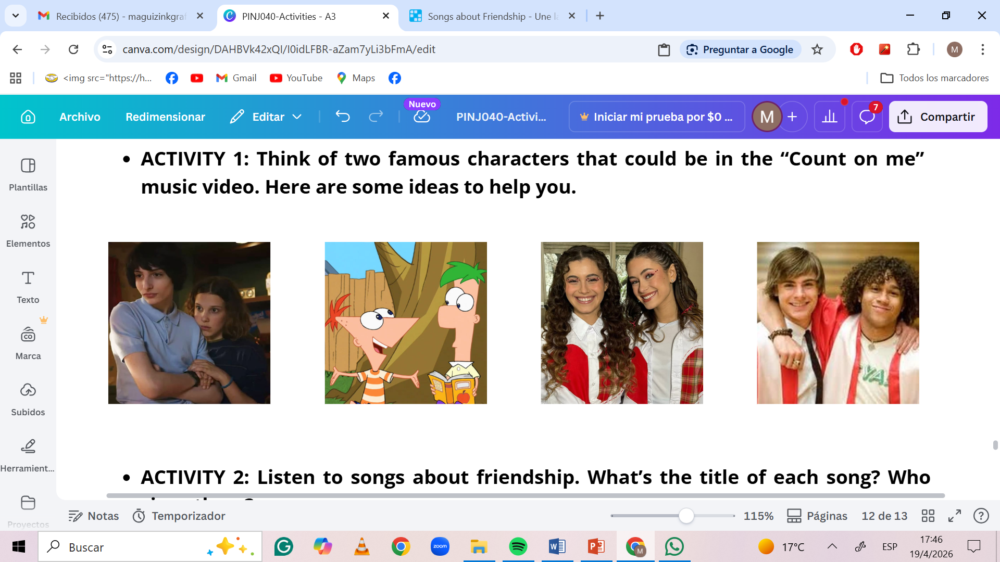 Recibidos (475) - maguizinkgraf
PINJ040-Activities - A3
Songs about Friendship - Une la
canva.com/design/DAHBVk42xQI/I0idLFBR-aZam7yLi3bFmA/edit
Preguntar a Google
M
<img src="https://h...
Gmail
YouTube
Maps
Todos los marcadores
Archivo
Redimensionar
Editar
Nuevo
PINJ040-Activi...
Iniciar mi prueba por $0 ...
M
7
Compartir
Plantillas
Elementos
Texto
Marca
Subidos
Herramient...
Proyectos
• ACTIVITY 1: Think of two famous characters that could be in the “Count on me”
music video. Here are some ideas to help you.
• ACTIVITY 2: Listen to songs about friendship. What’s the title of each song? Who
Notas
Temporizador
115%
Páginas
12 de 13
Buscar
zoom
17°C
ESP
17:46
19/4/2026